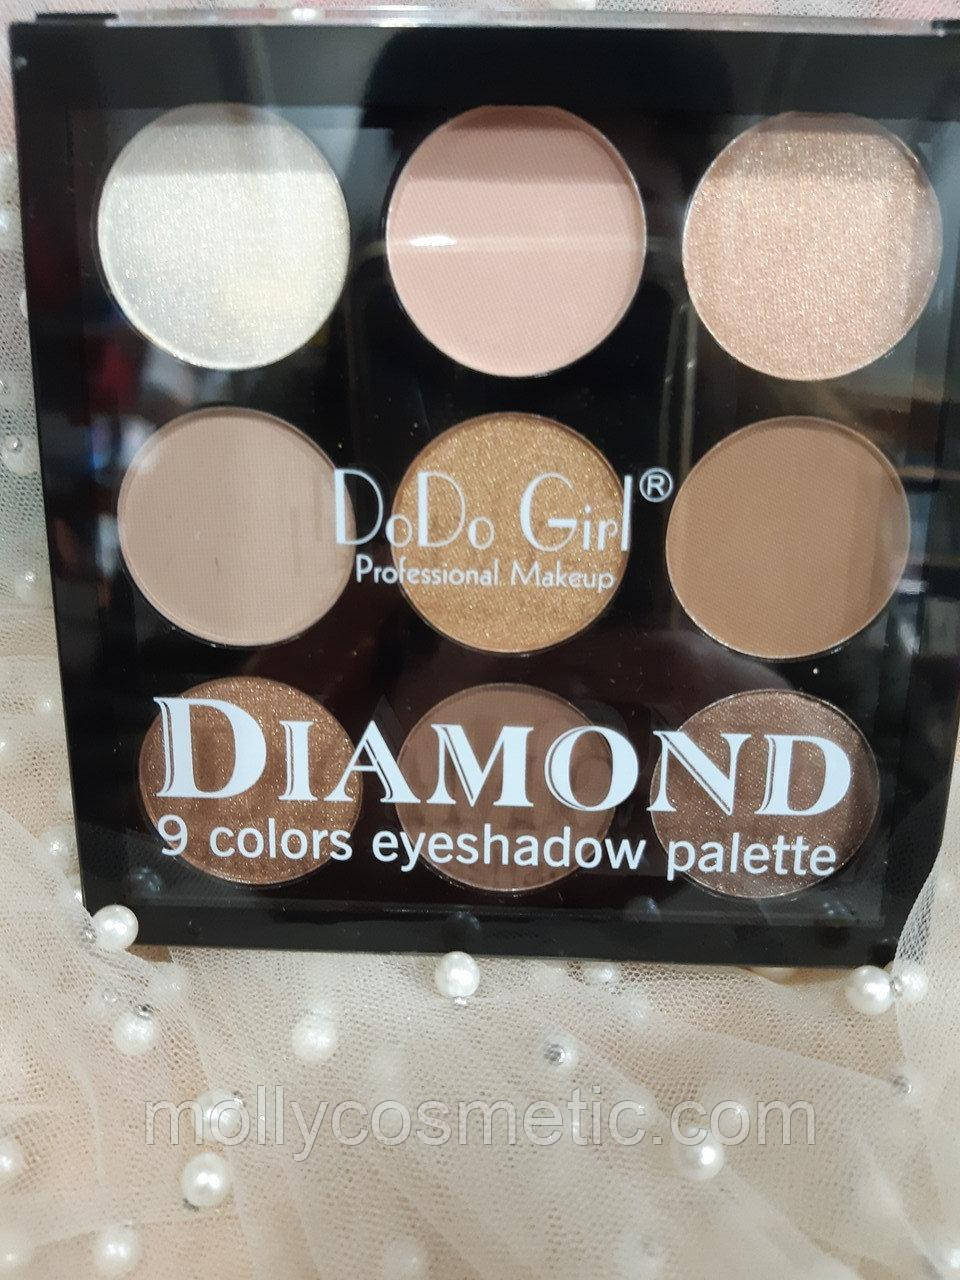 DoDo Girl®
Professional Makeup
DIAMOND
9 colors eyeshadow palette
mollycosmetic.com